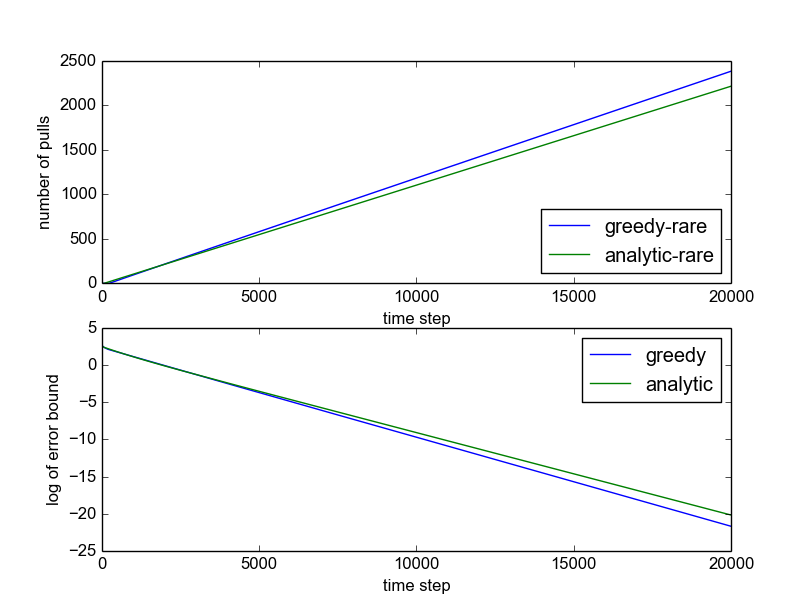 2500
2000
1500
1000
500
0
number of pulls
greedy-rare
analytic-rare
0 5000 10000 15000 20000
time step
5
0
−5
−10
−15
−20
−25
log of error bound
greedy
analytic
0 5000 10000 15000 20000
time step